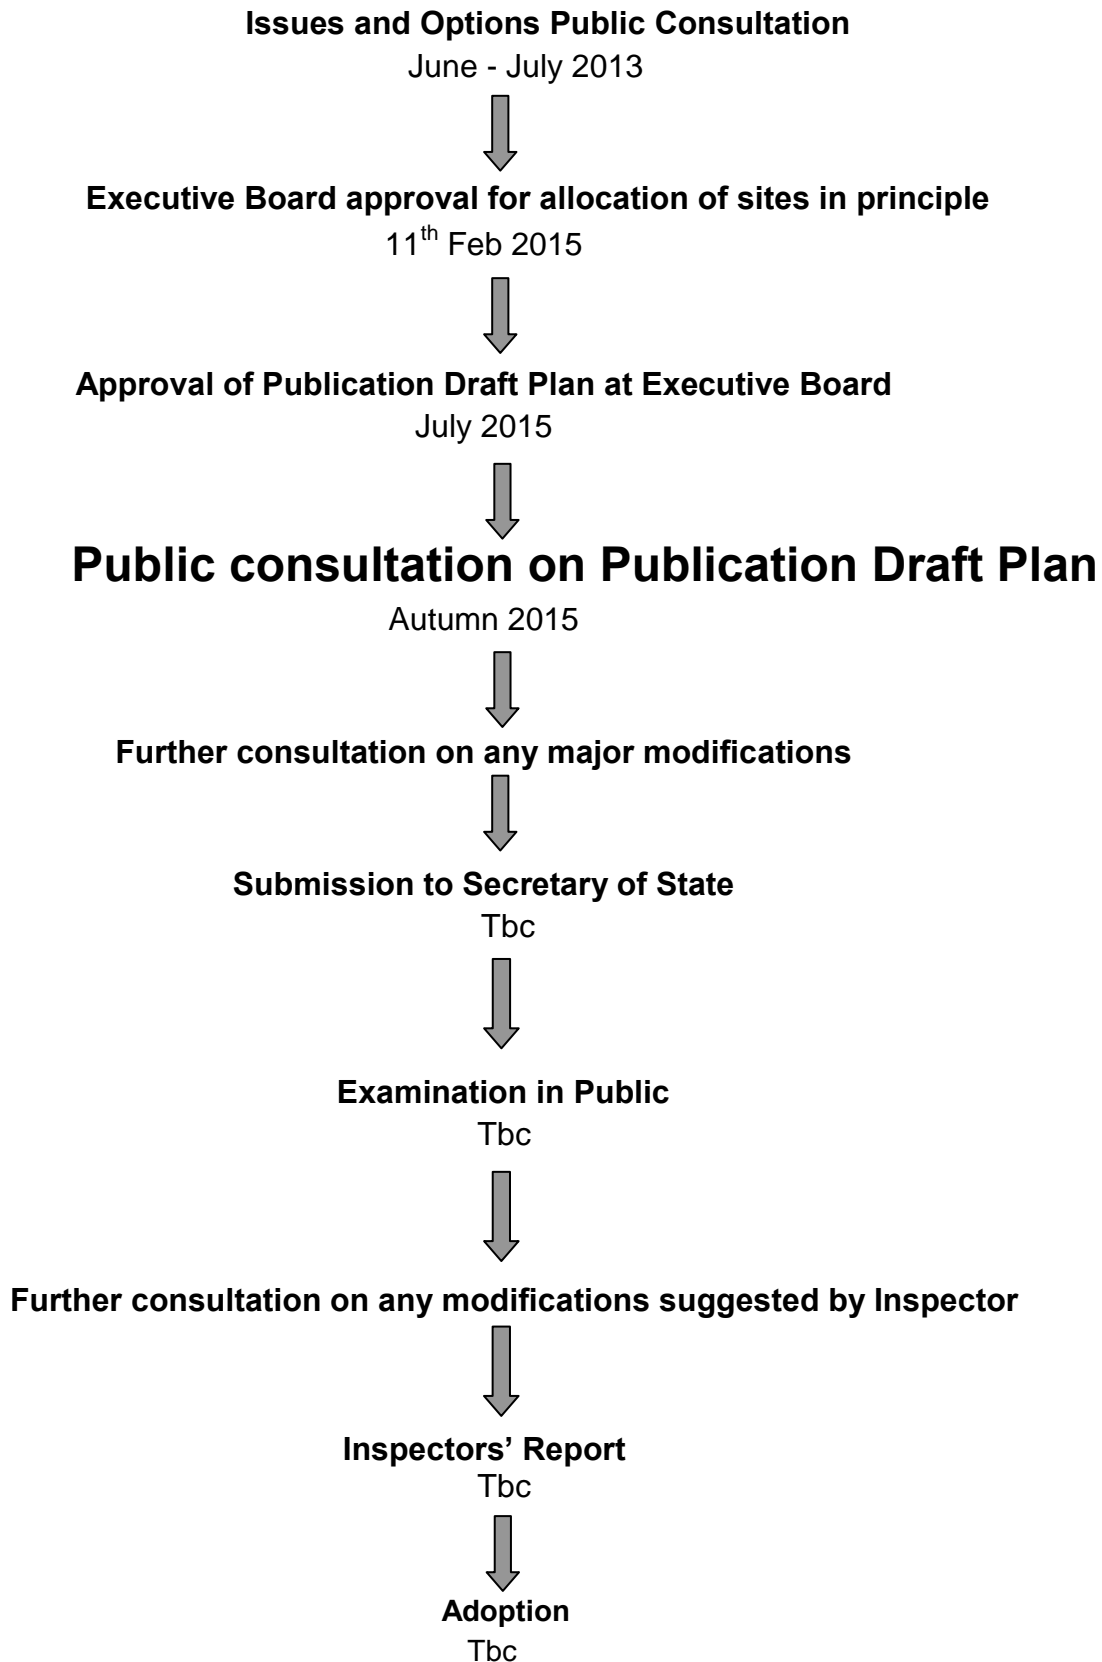 Issues and Options Public Consultation
June - July 2013
Executive Board approval for allocation of sites in principle
11th Feb 2015
Approval of Publication Draft Plan at Executive Board
July 2015
Public consultation on Publication Draft Plan
Autumn 2015
Further consultation on any major modifications
Submission to Secretary of State
Tbc
Examination in Public
Tbc
Further consultation on any modifications suggested by Inspector
Inspectors’ Report
Tbc
Adoption
Tbc